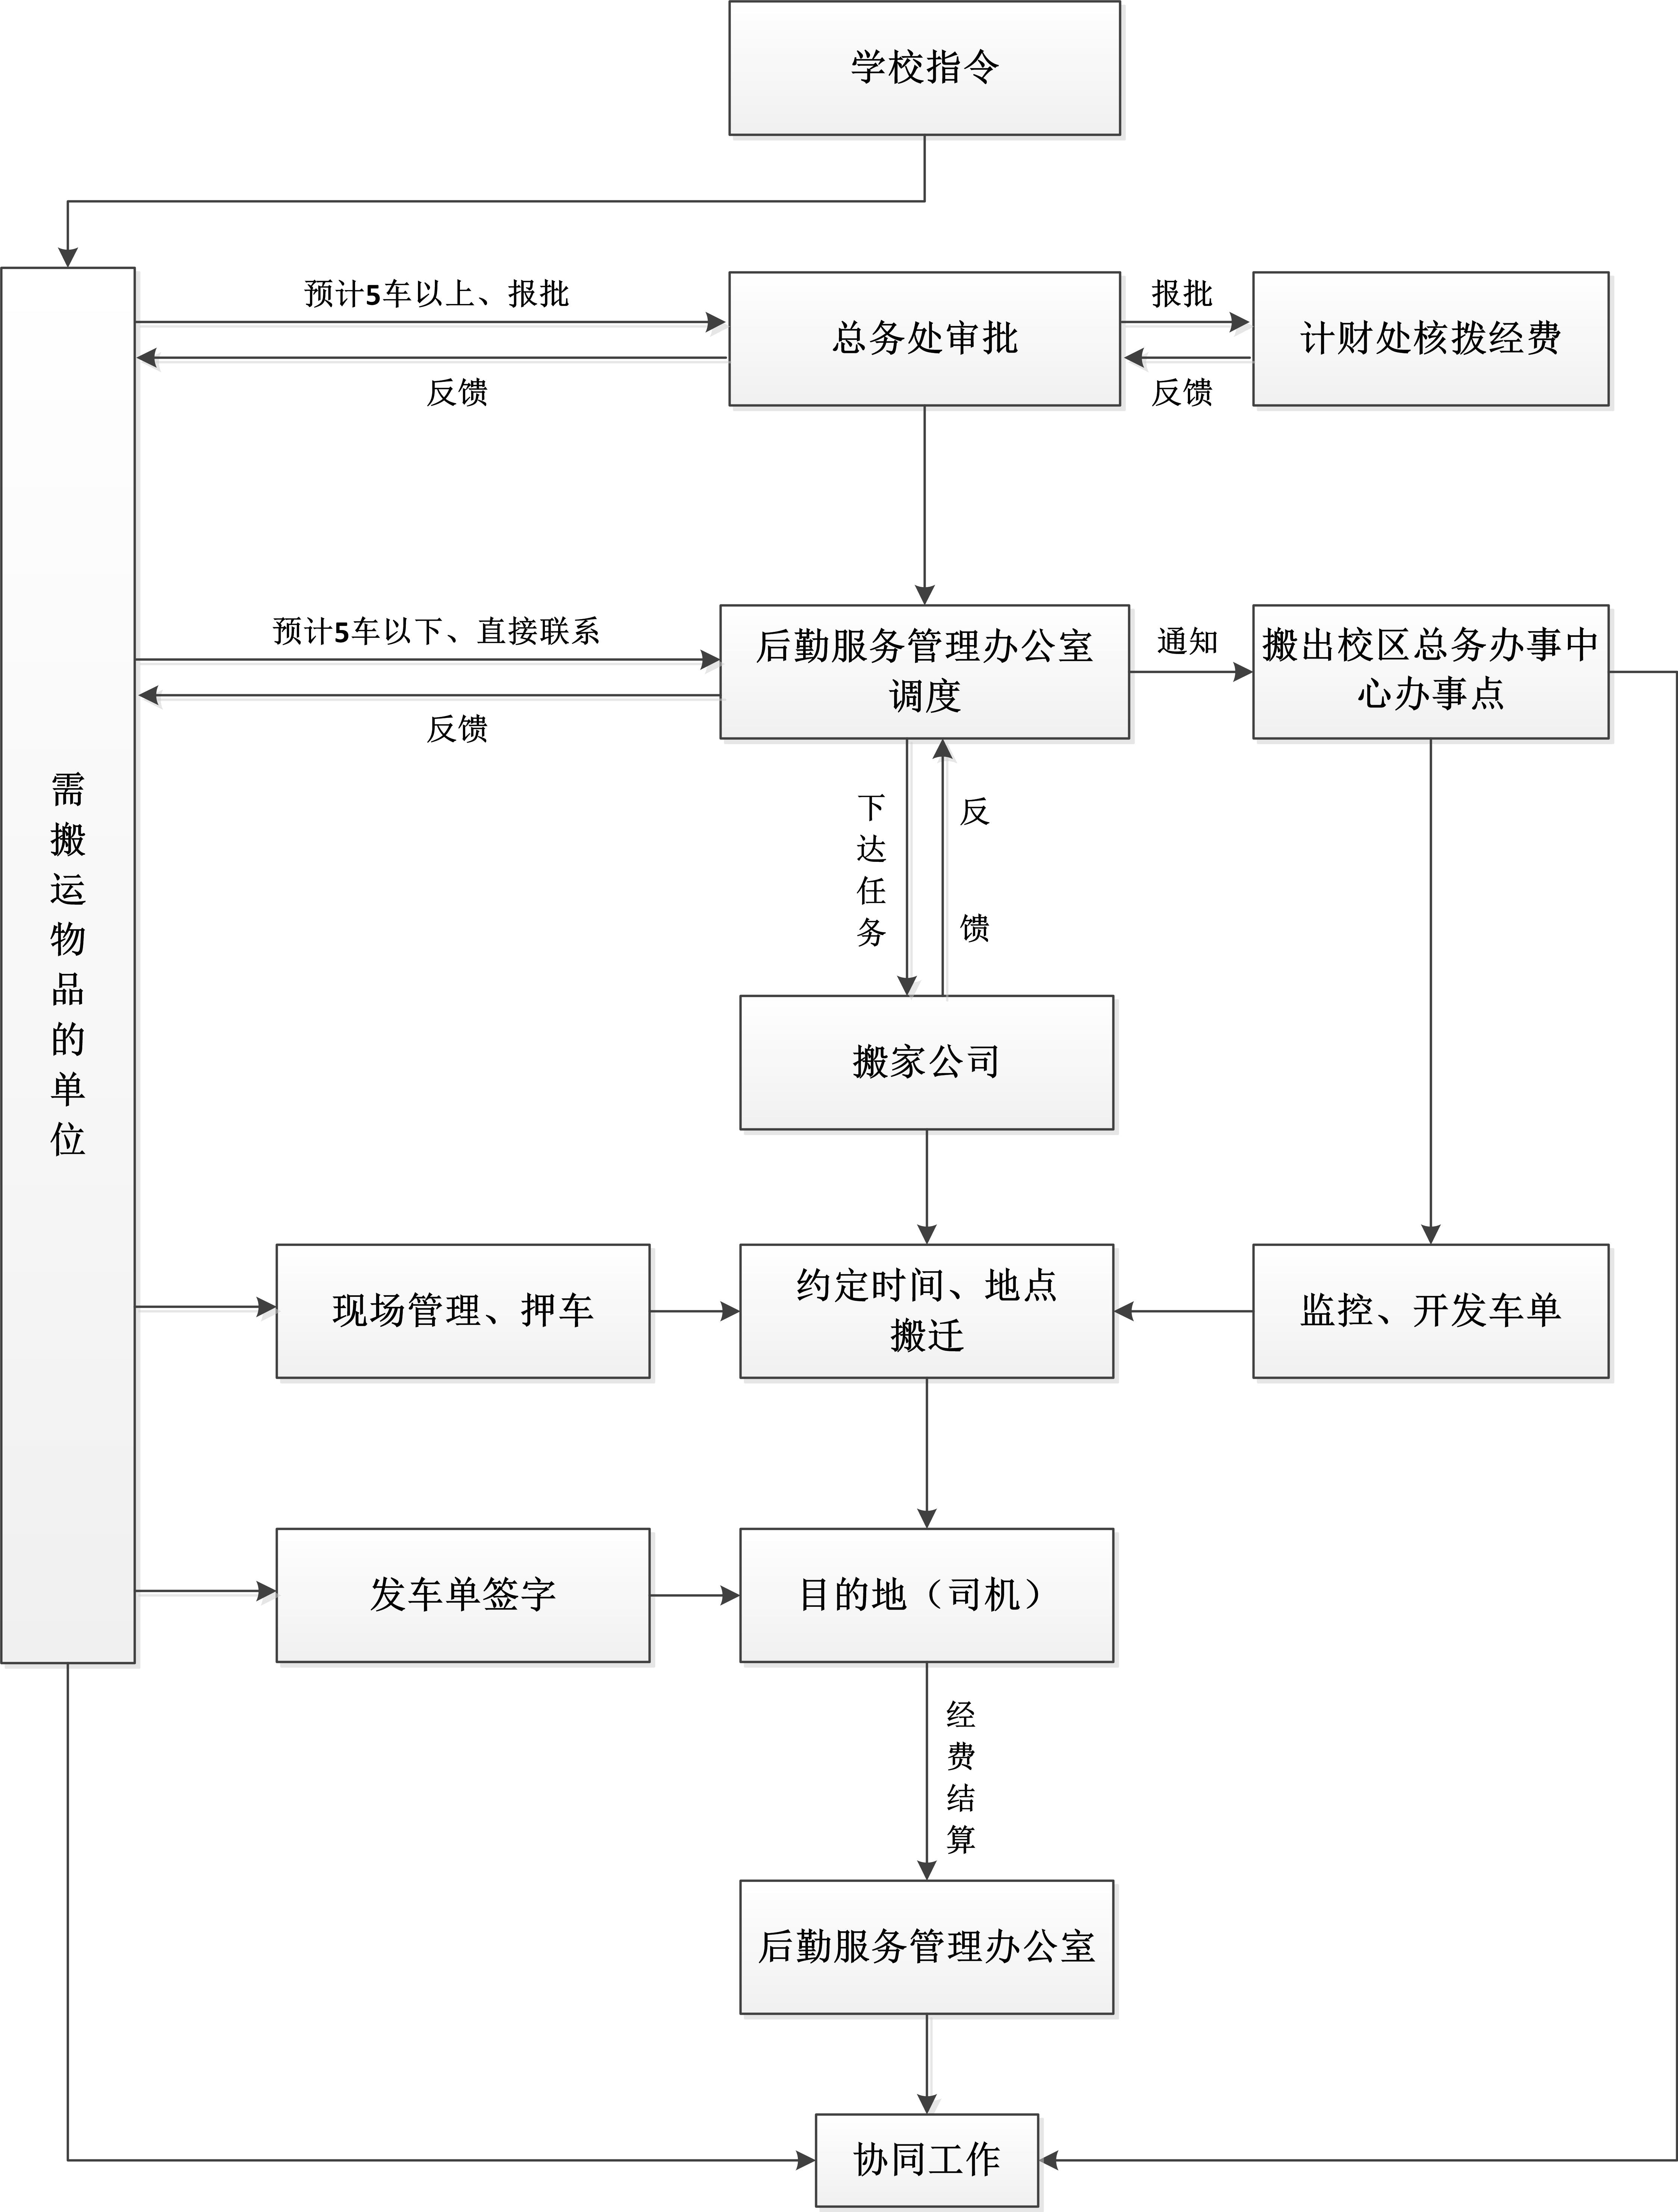 学校指令
预计5车以上、报批
总务处审批
报批
计财处核拨经费
反馈
反馈
预计5车以下、直接联系
后勤服务管理办公室
调度
通知
搬出校区总务办事中
心办事点
反馈
需搬运物品的单位
下达任务
反馈
搬家公司
现场管理、押车
约定时间、地点
搬迁
监控、开发车单
发车单签字
目的地（司机）
经费结算
后勤服务管理办公室
协同工作